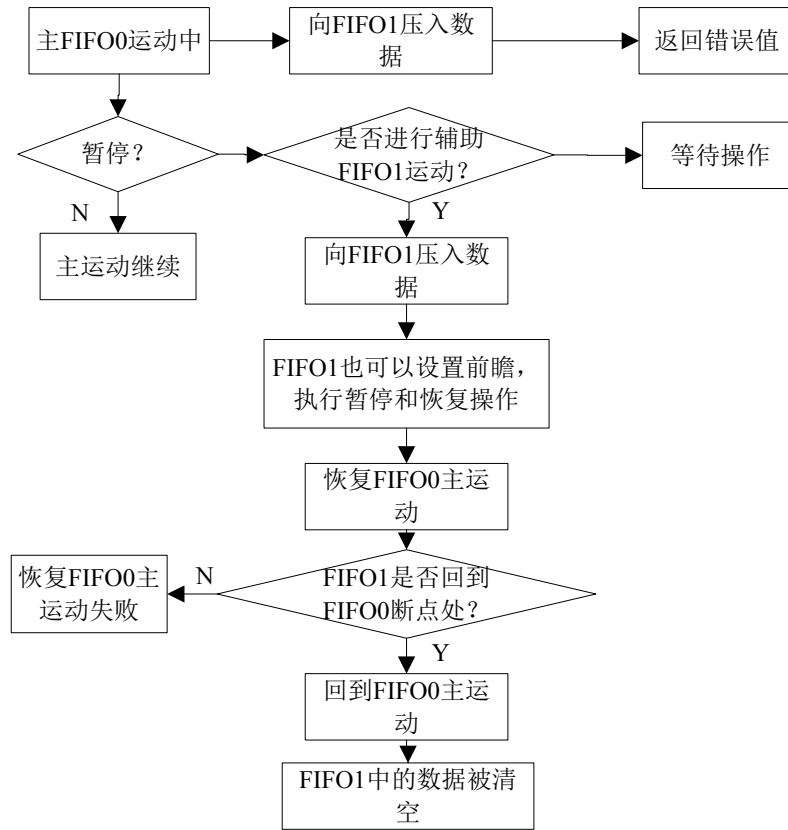 主FIFO0运动中
向FIFO1压入数
据
返回错误值
暂停?
是否进行辅助
FIFO1运动?
等待操作
N
Y
主运动继续
向FIFO1压入数
据
FIFO1也可以设置前瞻，
执行暂停和恢复操作
恢复FIFO0主运
动
恢复FIFO0主
运动失败
N
FIFO1是否回到
FIFO0断点处?
Y
回到FIFO0主运
动
FIFO1中的数据被清
空